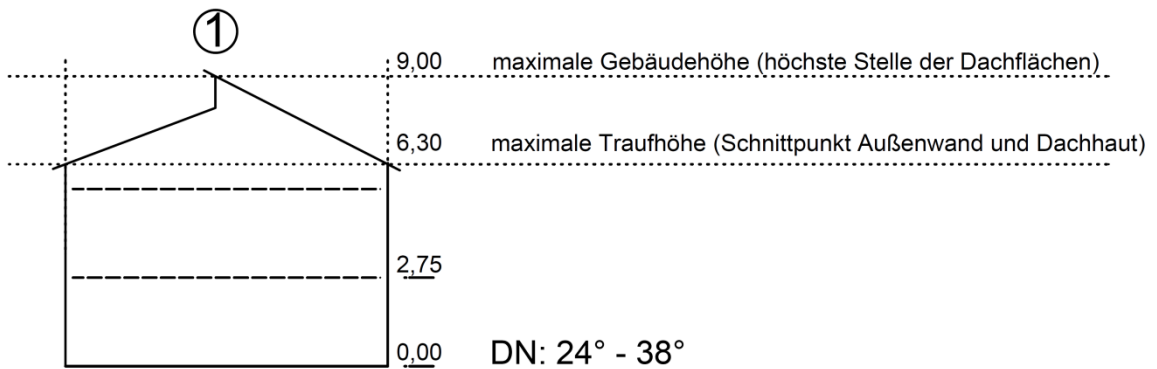 1
9,00 maximale Gebäudehöhe (höchste Stelle der Dachflächen)
6,30 maximale Traufhöhe (Schnittpunkt Außenwand und Dachhaut)
2,75
0,00 DN: 24° - 38°